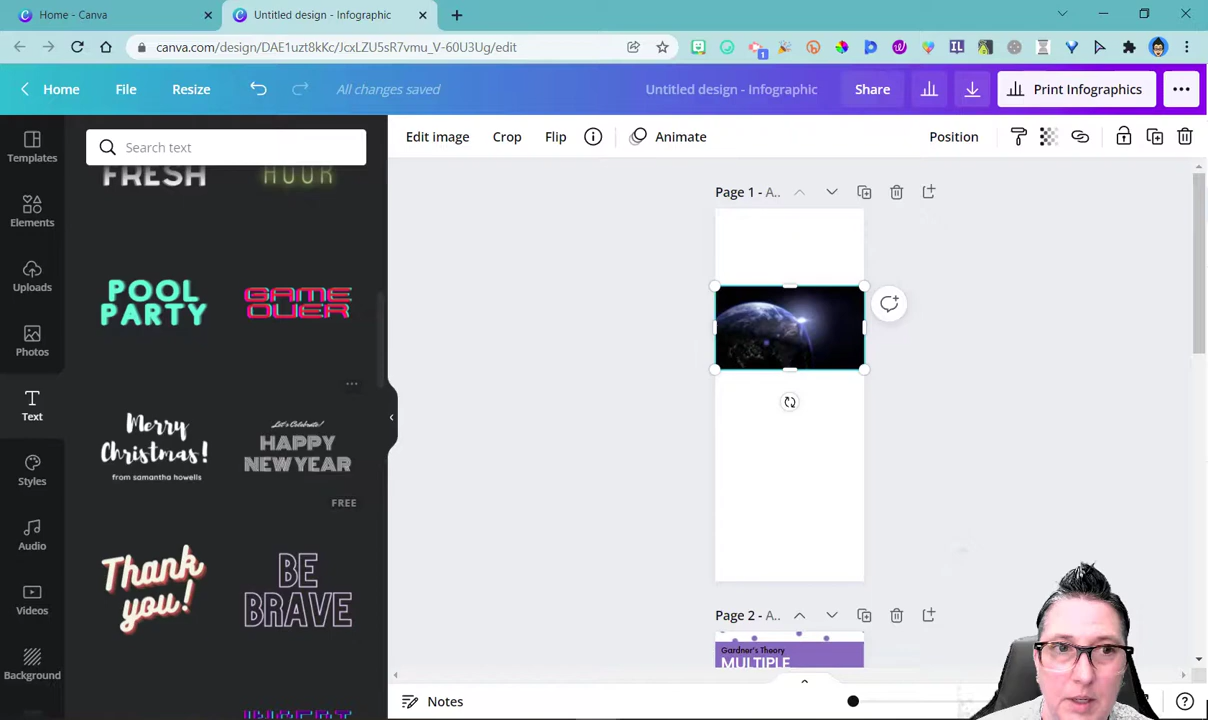 Home - Canva
Untitled design - Infographic
canva.com/design/DAE1uzt8kKc/JcxLZU5sR7vmu_V-60U3Ug/edit
1
Home
File
Resize
All changes saved
Untitled design - Infographic
Share
Print Infographics
Templates
Elements
Uploads
Photos
Text
Styles
Audio
Videos
Background
Search text
FRESH
HOUR
POOL
PARTY
GAME
OVER
Merry
Christmas!
from samantha howells
Let's Celebrate!
HAPPY
NEW YEAR
FREE
Thank
you!
BE
BRAVE
Edit image
Crop
Flip
Animate
Position
Page 1 - A..
Page 2 - A..
Gardner's Theory
MULTIPLE
Notes